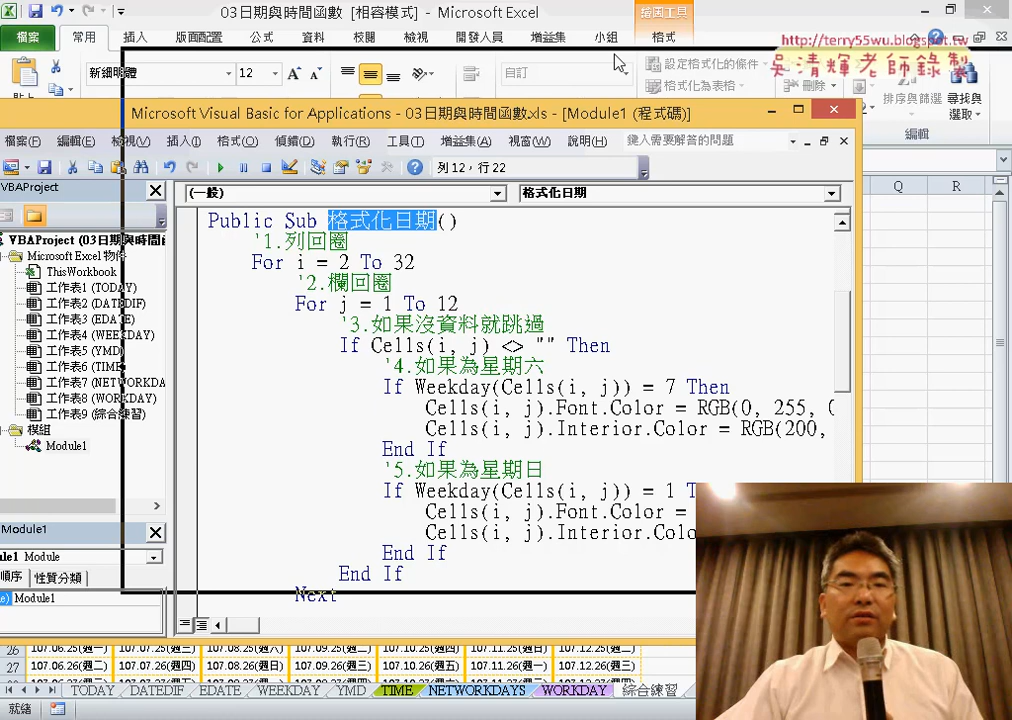 03日期與時間函數 [相容模式] - Microsoft Excel
繪圖工具
檔案 常用 插入 版面配置 公式 資料 校閱 檢視 開發人員 增益集 小組 格式
http://terry55wu.blogspot.tw
吳清輝老師錄製
新細明體 12 自訂 設定格式化的條件
格式化為表格 刪除 排序與篩選 尋找與選取
編輯
Microsoft Visual Basic for Applications - 03日期與時間函數.xls - [Module1 (程式碼)]
檔案(F) 編輯(E) 檢視(V) 插入(I) 格式(O) 偵錯(D) 執行(R) 工具(T) 增益集(A) 視窗(W) 說明(H) 鍵入需要解答的問題
列 12，行 22
VBAProject
(一般) 格式化日期
Q R
Public Sub 格式化日期()
'1.列回圈
For i = 2 To 32
'2.欄回圈
For j = 1 To 12
'3.如果沒資料就跳過
If Cells(i, j) <> "" Then
'4.如果為星期六
If Weekday(Cells(i, j)) = 7 Then
Cells(i, j).Font.Color = RGB(0, 255, 0
Cells(i, j).Interior.Color = RGB(200,
End If
'5.如果為星期日
If Weekday(Cells(i, j)) = 1 T
Cells(i, j).Font.Color =
Cells(i, j).Interior.Colo
End If
End If
Next
VBAProject (03日期與時間
Microsoft Excel 物件
ThisWorkbook
工作表1 (TODAY)
工作表2 (DATEDIF)
工作表3 (EDATE)
工作表4 (WEEKDAY)
工作表5 (YMD)
工作表6 (TIME
工作表7 (NETWORKDA
工作表8 (WORKDAY)
工作表9 (綜合練習)
模組
Module1
Module1
ule1 Module
順序 性質分類
Module1
26 107.06.25(週一) 107.07.25(週三) 107.08.25(週六) 107.09.25(週二) 107.10.25(週四) 107.11.25(週日) 107.12.25(週二)
27 107.06.26(週二) 107.07.26(週四) 107.08.26(週日) 107.09.26(週三) 107.10.26(週五) 107.11.26(週一) 107.12.26(週三)
TODAY DATEDIF EDATE WEEKDAY YMD TIME NETWORKDAYS WORKDAY 綜合練習
就緒